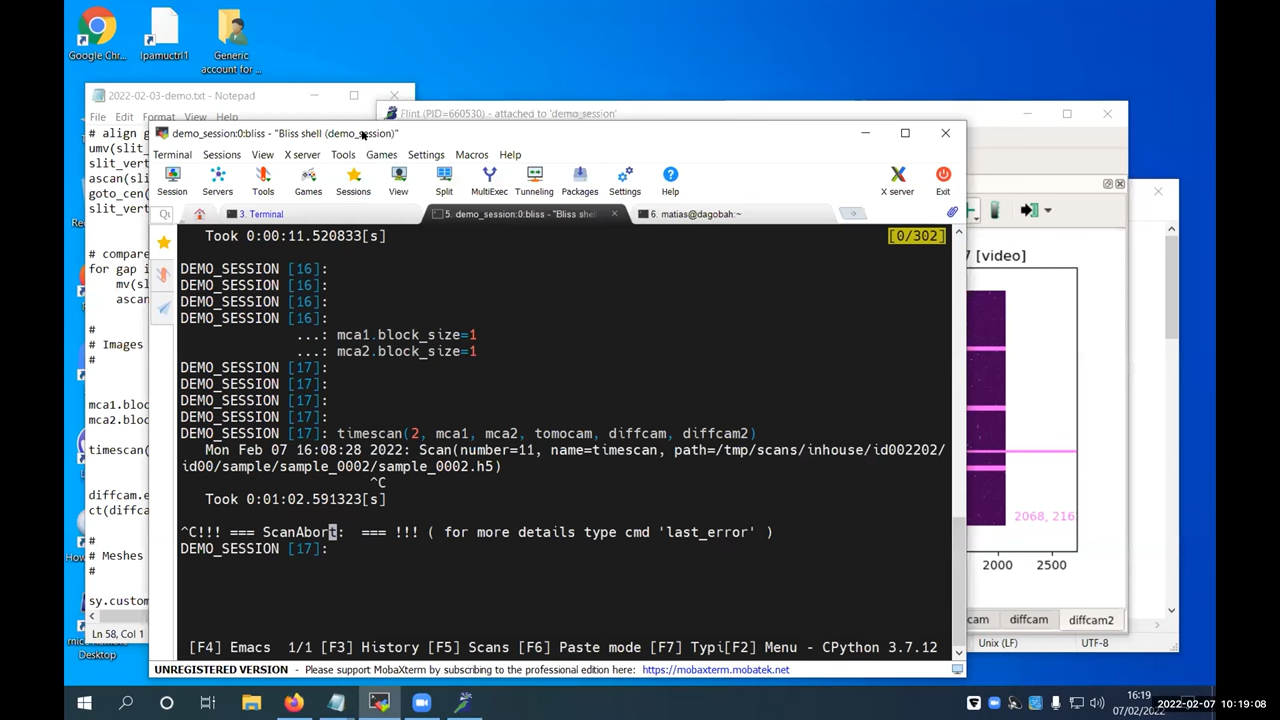 Google Chr...
lpamuctrl1
Generic
account for ...
2022-02-03-demo.txt - Notepad
File Edit Format View Help
# align g
umv(slit_
slit_vert
ascan(sli
goto_cen(
slit_vert
# compare
for gap i
mv(sl
asca
#
# Images
#
mca1.bloc
mca2.bloc
timescan(
diffcam.e
ct(diffca
#
# Meshes
#
sy.custom
Ln 58, Col 1
Unix (LF)
UTF-8
Flint (PID=660530) - attached to 'demo_session'
7 [video]
2068, 216
2000
2500
cam
diffcam
diffcam2
demo_session:0:bliss - "Bliss shell (demo_session)"
Terminal Sessions View X server Tools Games Settings Macros Help
Session Servers Tools Games Sessions View Split MultiExec Tunneling Packages Settings Help X server Exit
3. Terminal
5. demo_session:0:bliss - "Bliss shel
6. matias@dagobah:~
Took 0:00:11.520833[s]
[0/302]
DEMO_SESSION [16]:
DEMO_SESSION [16]:
DEMO_SESSION [16]:
DEMO_SESSION [16]:
...: mca1.block_size=1
...: mca2.block_size=1
DEMO_SESSION [17]:
DEMO_SESSION [17]:
DEMO_SESSION [17]:
DEMO_SESSION [17]:
DEMO_SESSION [17]: timescan(2, mca1, mca2, tomocam, diffcam, diffcam2)
Mon Feb 07 16:08:28 2022: Scan(number=11, name=timescan, path=/tmp/scans/inhouse/id002202/
id00/sample/sample_0002/sample_0002.h5)
^C
Took 0:01:02.591323[s]
^C!!! === ScanAbort: === !!! ( for more details type cmd 'last_error' )
DEMO_SESSION [17]:
[F4] Emacs 1/1 [F3] History [F5] Scans [F6] Paste mode [F7] Typi[F2] Menu - CPython 3.7.12
UNREGISTERED VERSION - Please support MobaXterm by subscribing to the professional edition here: https://mobaxterm.mobatek.net
Desktop
16:19
07/02/2022
2022-02-07 10:19:08